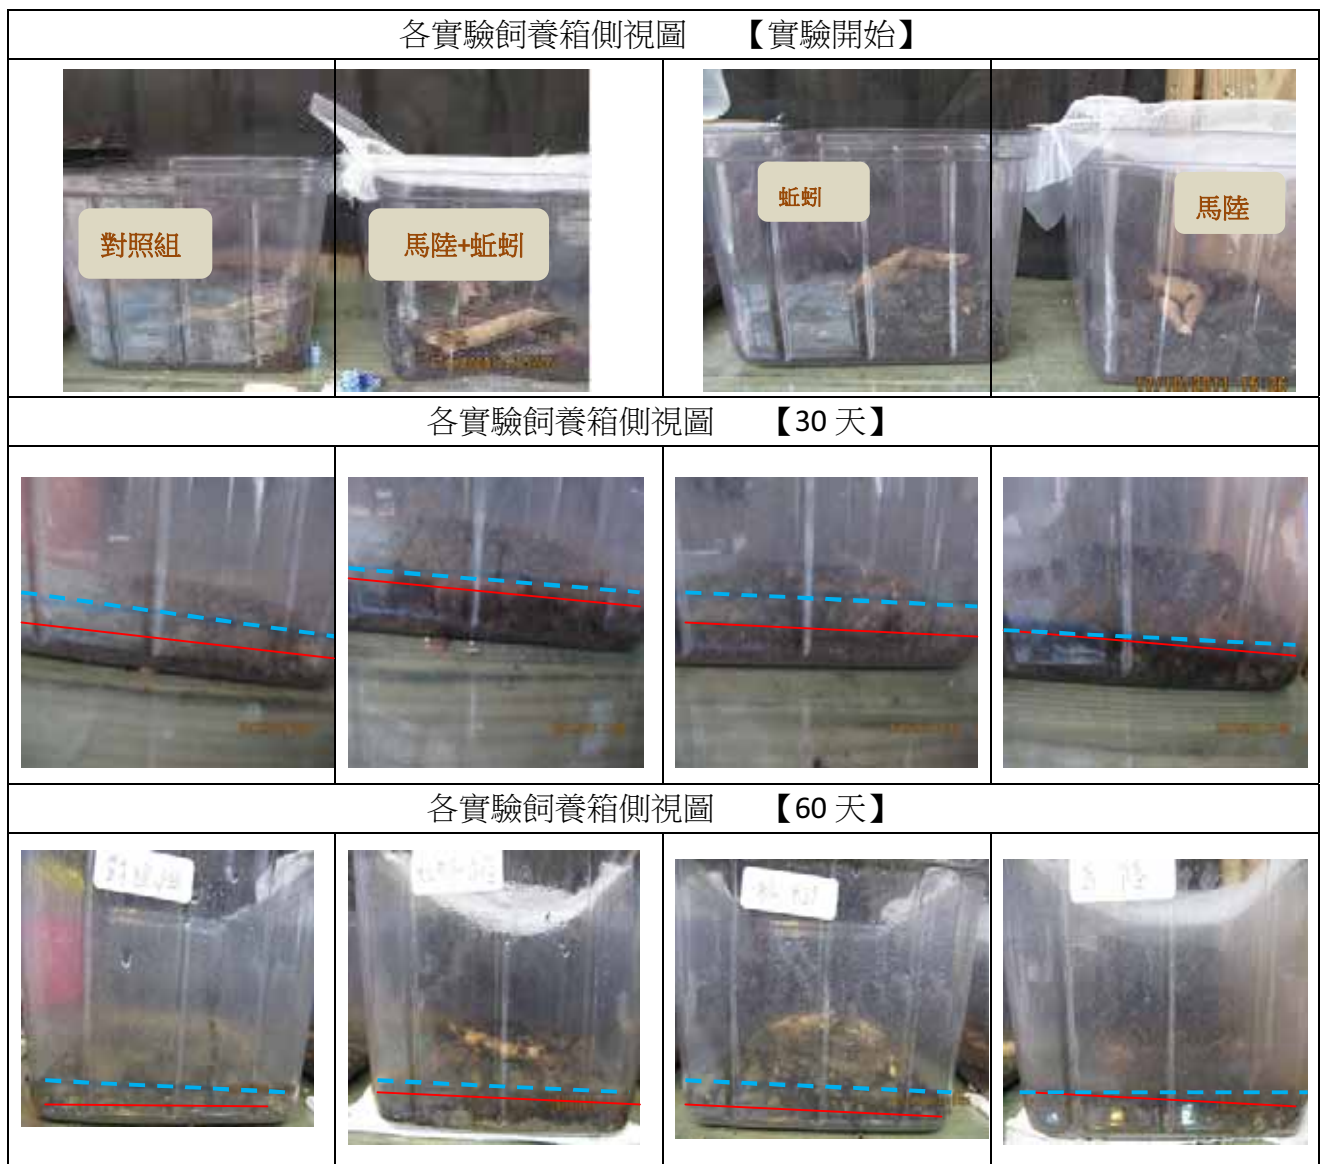 各實驗飼養箱側視圖 【實驗開始】
對照組
馬陸+蚯蚓
蚯蚓
馬陸
各實驗飼養箱側視圖 【30 天】
各實驗飼養箱側視圖 【60 天】